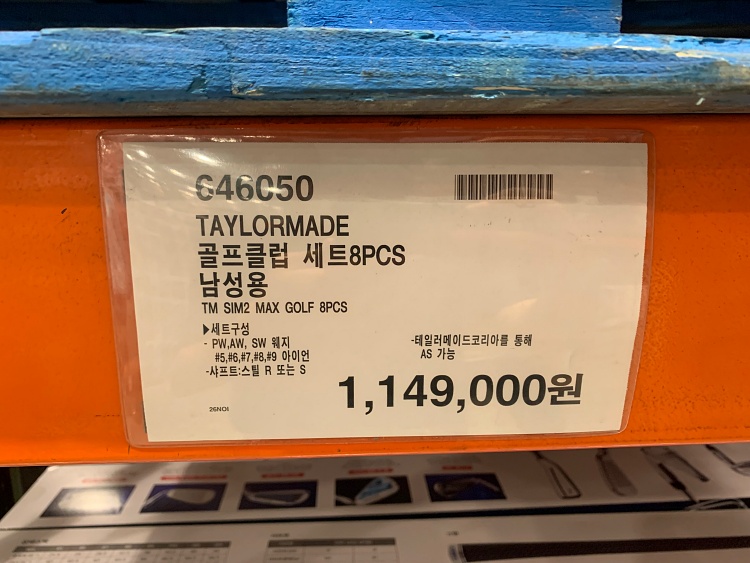 646050
TAYLORMADE
골프클럽 세트8PCS
남성용
TM SIM2 MAX GOLF 8PCS
▶세트구성
- PW,AW, SW 웨지
#5,#6,#7,#8,#9 아이언
-샤프트:스틸 R 또는 S
-테일러메이드코리아를 통해
AS 가능
1,149,000원
26NOI